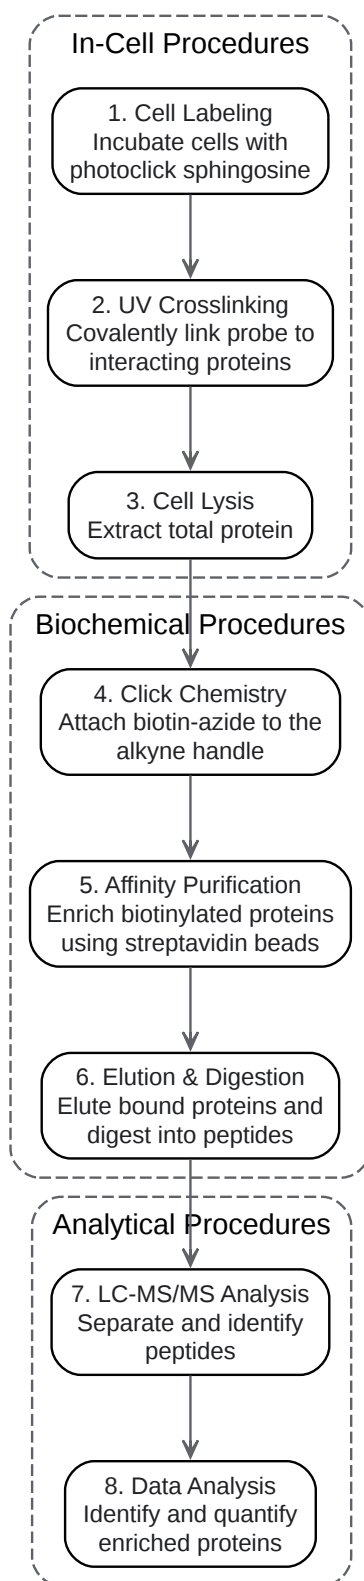 In-Cell Procedures
1. Cell Labeling
Incubate cells with
photoclick sphingosine
2. UV Crosslinking
Covalently link probe to
interacting proteins
3. Cell Lysis
Extract total protein
Biochemical Procedures
4. Click Chemistry
Attach biotin-azide to the
alkyne handle
5. Affinity Purification
Enrich biotinylated proteins
using streptavidin beads
6. Elution & Digestion
Elute bound proteins and
digest into peptides
Analytical Procedures
7. LC-MS/MS Analysis
Separate and identify
peptides
8. Data Analysis
Identify and quantify
enriched proteins